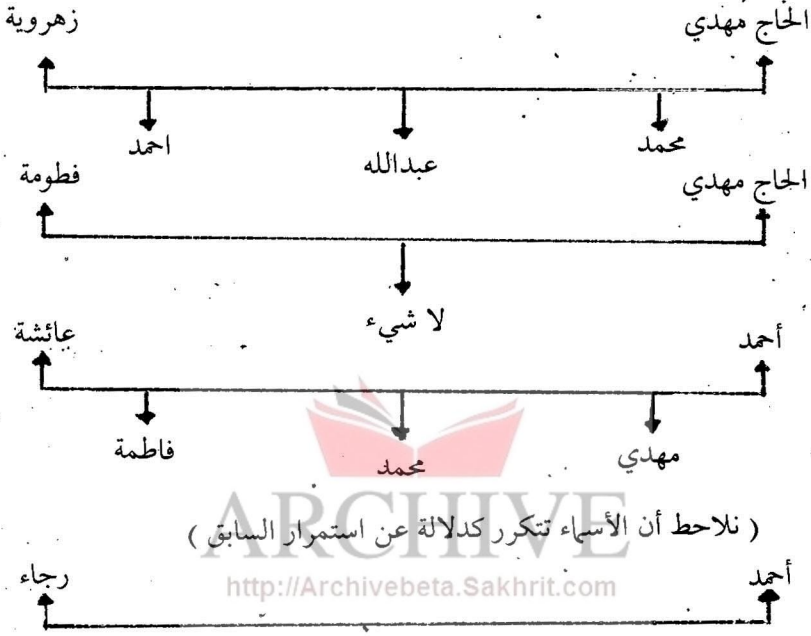 الحاج مهدي زهروية
محمد عبدالله احمد
الحاج مهدي فطومة
لا شيء
أحمد عائشة
مهدي محمد فاطمة
ARCHIVE
( نلاحظ أن الأسماء تتكرر كدلالة عن استمرار السابق )
http://Archivebeta.Sakhrit.com
أحمد رجاء